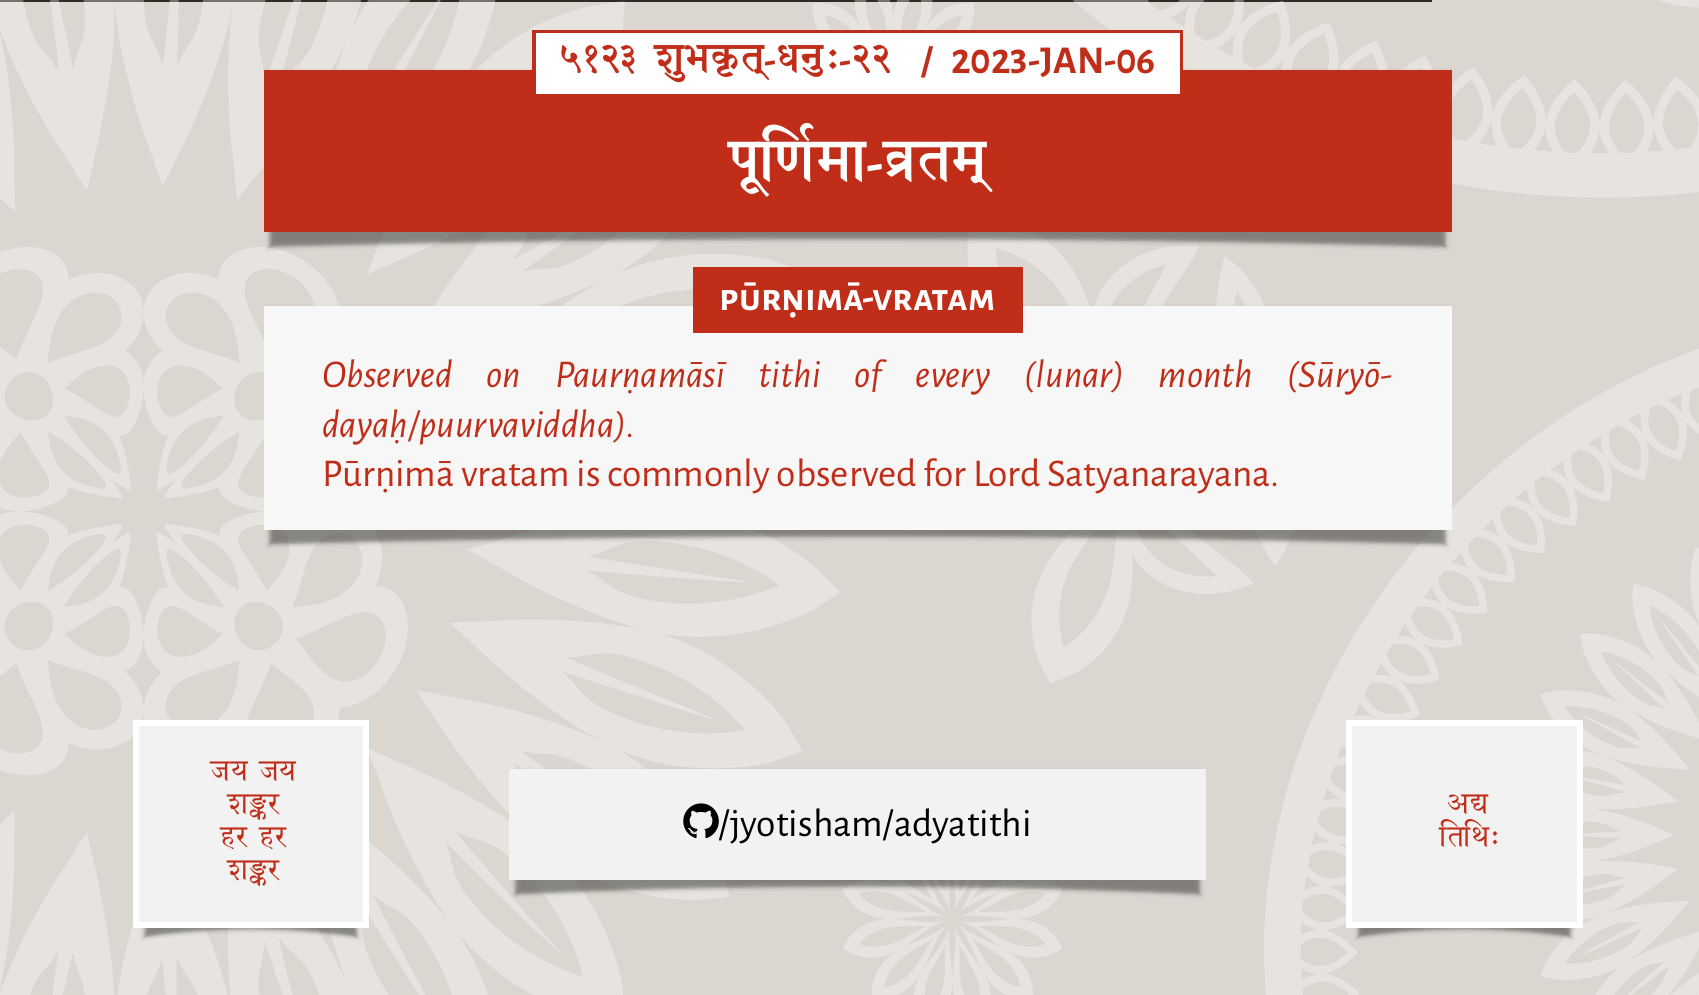 ५१२३ शुभकृत्-धनुः-२२ / 2023-JAN-06
पूर्णिमा-व्रतम्
PŪRṆIMĀ-VRATAM
Observed on Paurṇamāsī tithi of every (lunar) month (Sūryō-
dayaḥ/puurvaviddha).
Pūrṇimā vratam is commonly observed for Lord Satyanarayana.
जय जय
शङ्कर
हर हर
शङ्कर
/jyotisham/adyatithi
अद्य
तिथिः